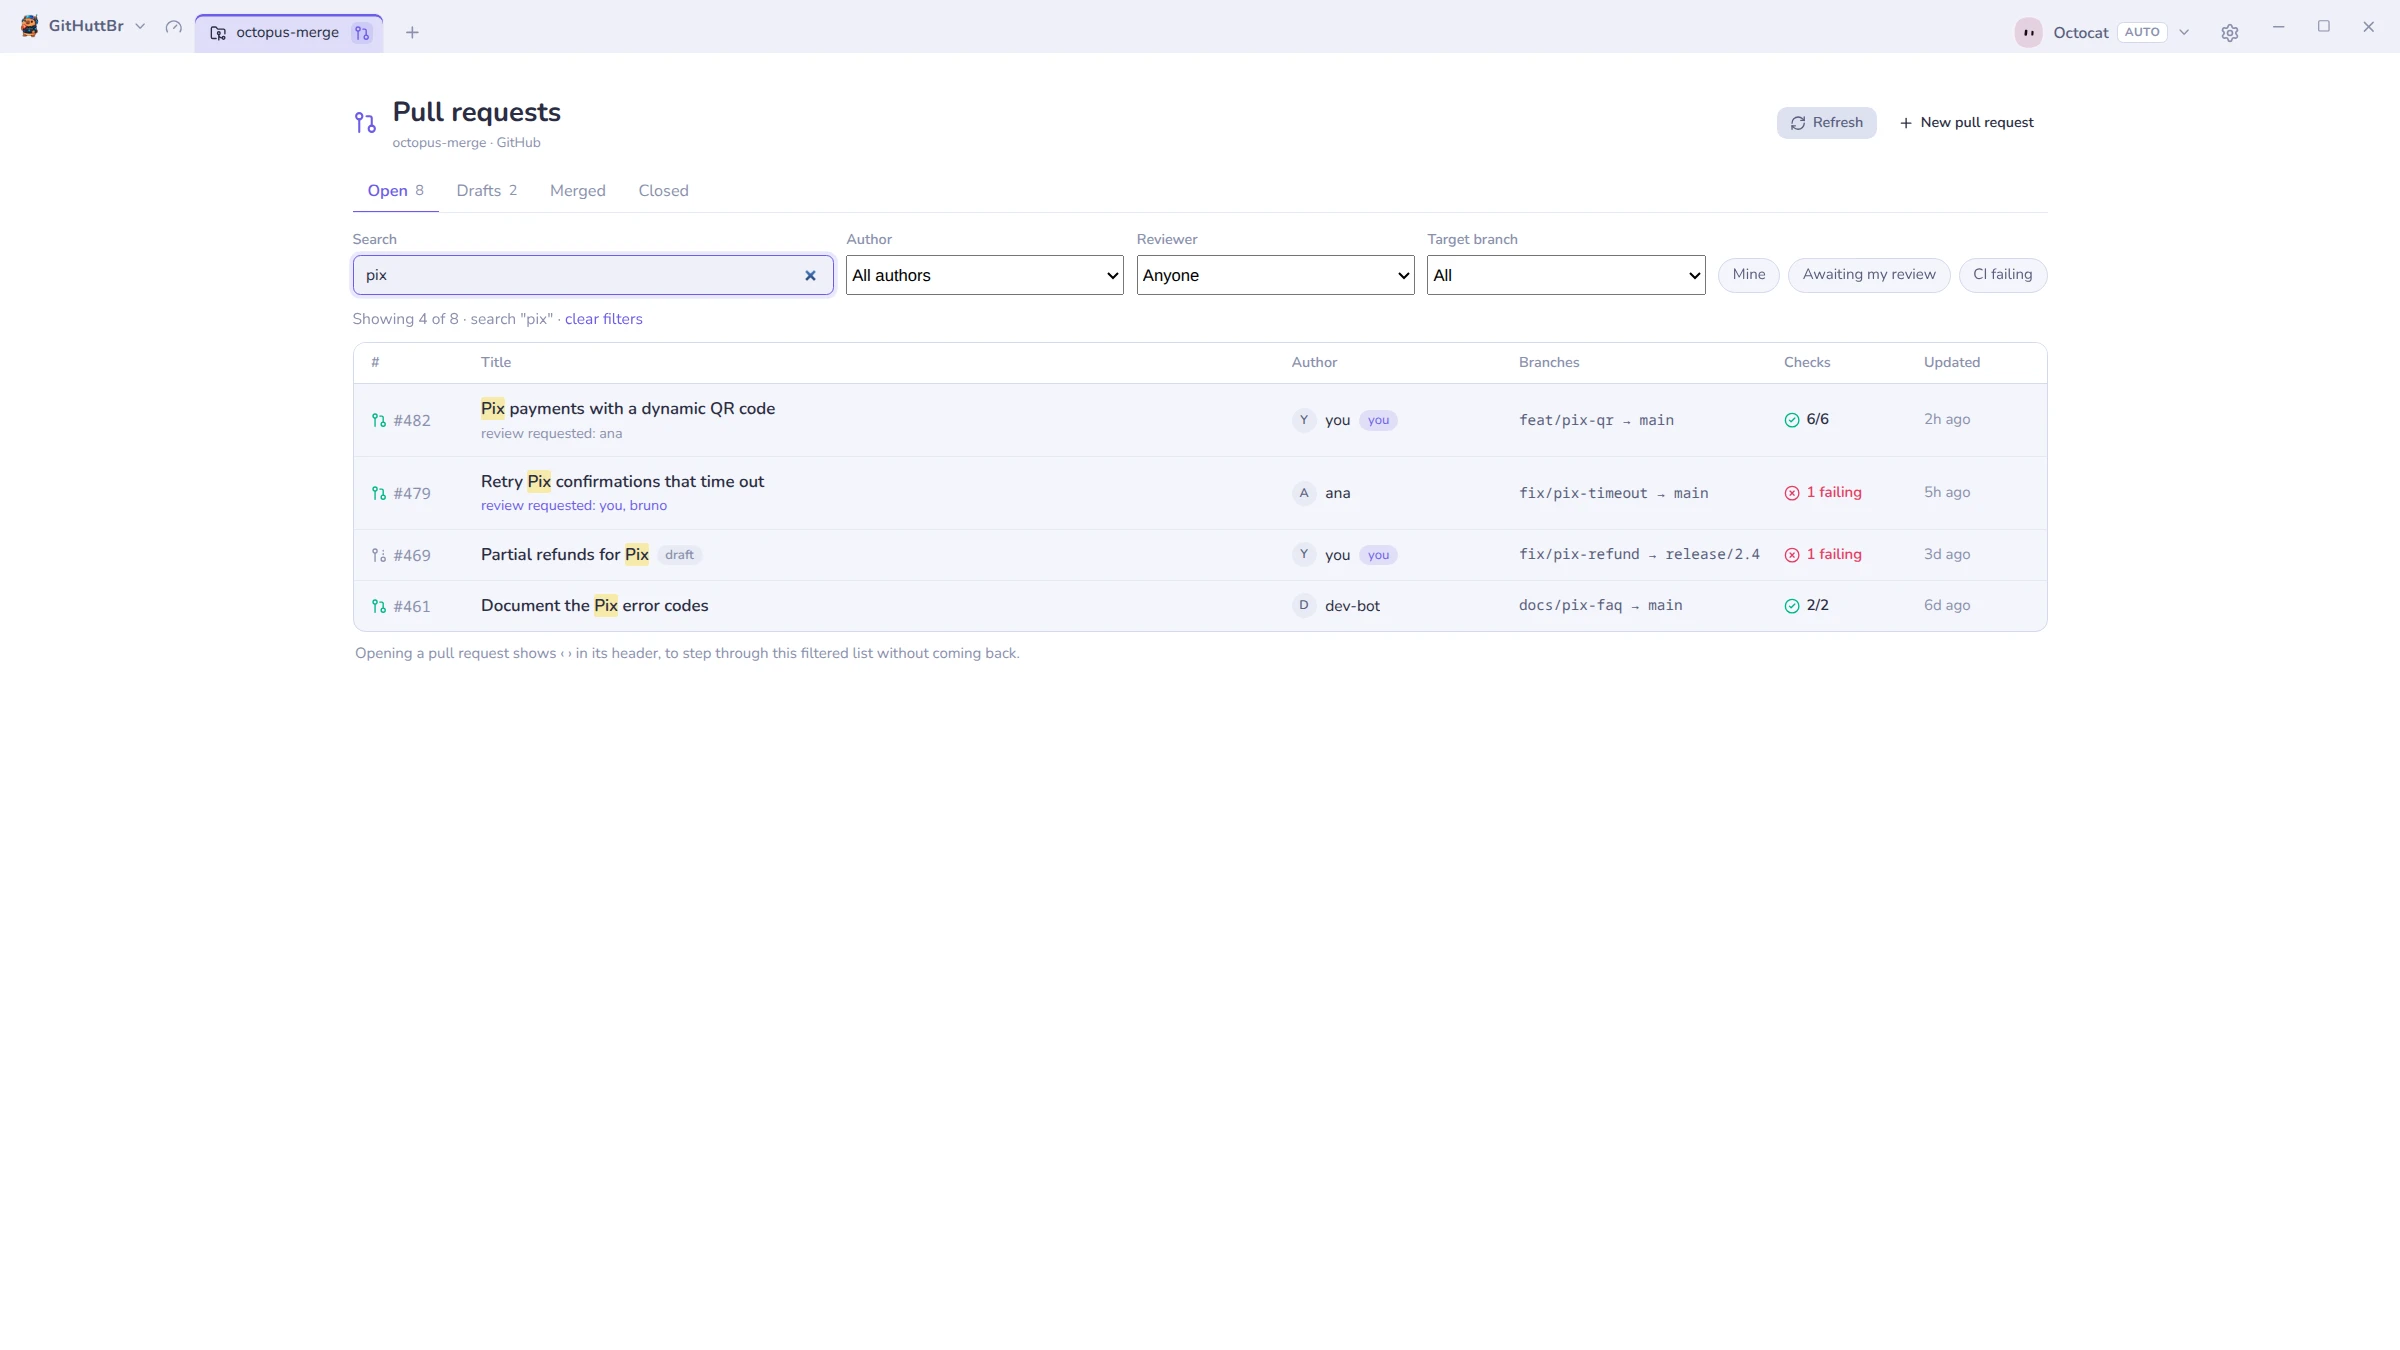 GitHuttBr
octopus-merge
Octocat AUTO
Pull requests
octopus-merge · GitHub
Refresh
+ New pull request
Open 8
Drafts 2
Merged
Closed
Search
Author
Reviewer
Target branch
pix
All authors
Anyone
All
Mine
Awaiting my review
CI failing
Showing 4 of 8 · search "pix" · clear filters
# Title Author Branches Checks Updated
#482 Pix payments with a dynamic QR code Y you you feat/pix-qr → main 6/6 2h ago
review requested: ana
#479 Retry Pix confirmations that time out A ana fix/pix-timeout → main 1 failing 5h ago
review requested: you, bruno
#469 Partial refunds for Pix draft Y you you fix/pix-refund → release/2.4 1 failing 3d ago
#461 Document the Pix error codes D dev-bot docs/pix-faq → main 2/2 6d ago
Opening a pull request shows ‹ › in its header, to step through this filtered list without coming back.